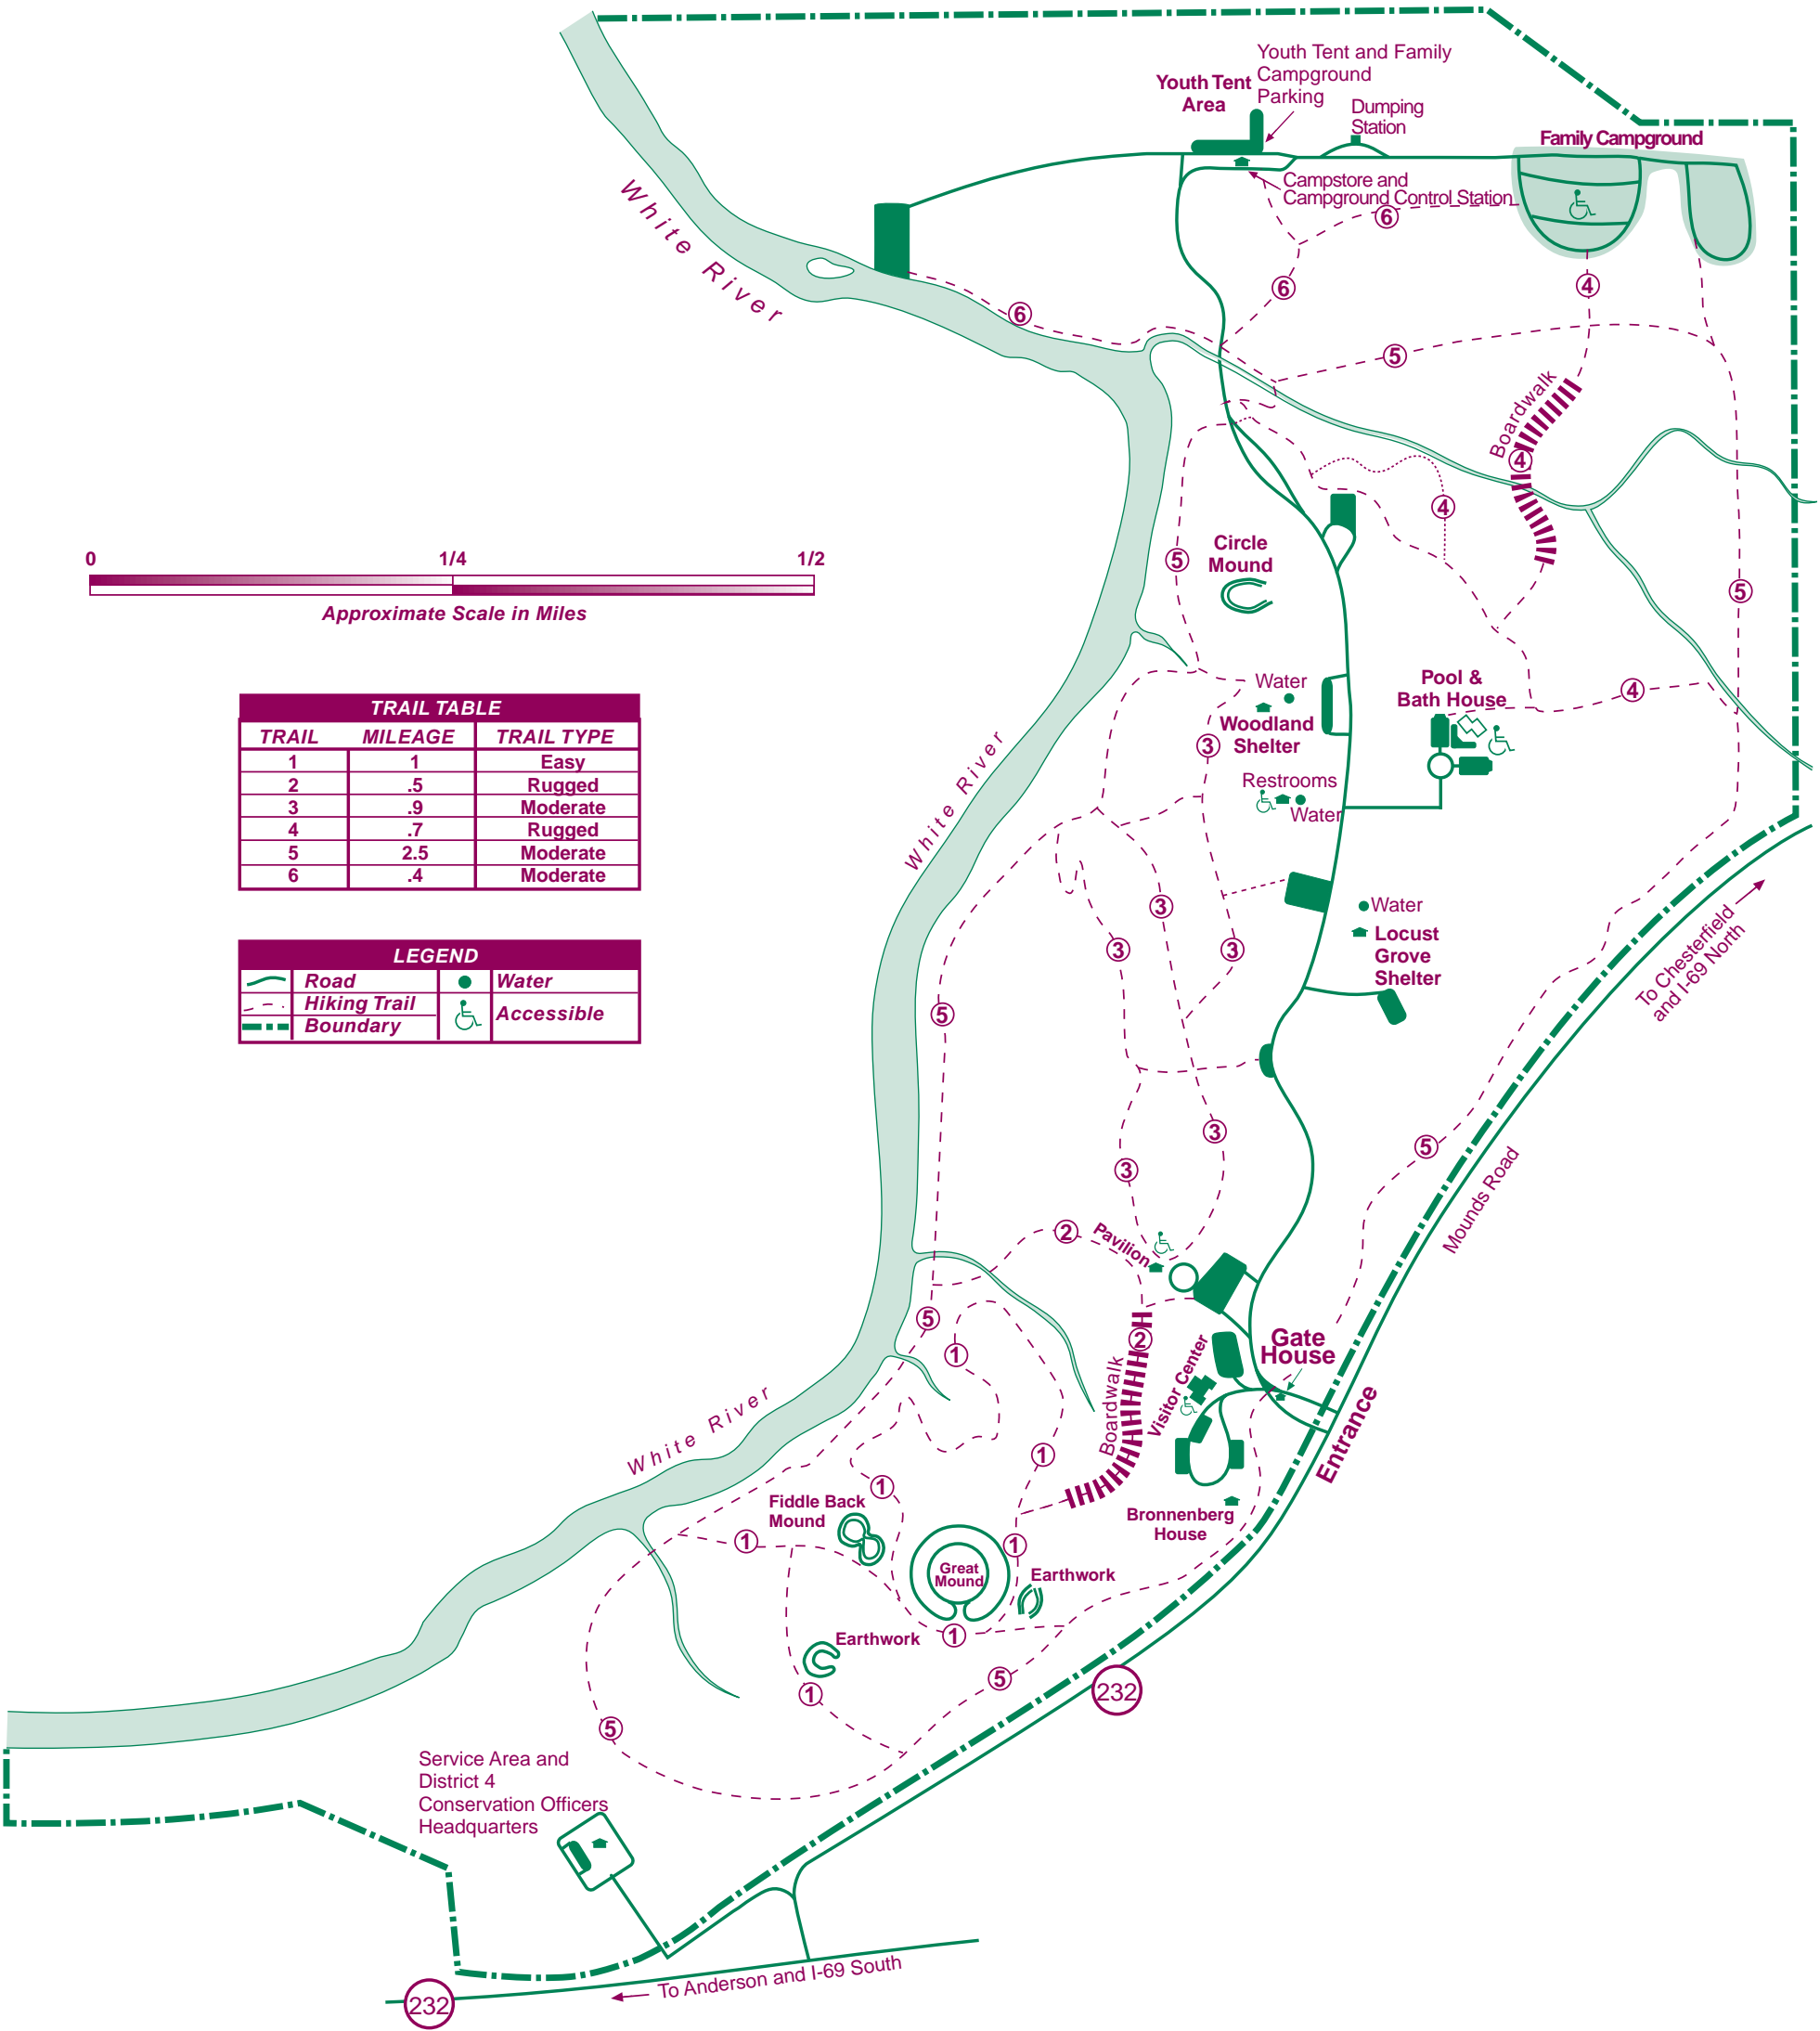 Youth Tent and Family
Campground
Parking
Youth Tent
Area
Dumping
Station
Family Campground
Campstore and
Campground Control Station
6
6
6
4
5
White River
Boardwalk
4
4
5
5
Circle
Mound
0 1/4 1/2
Approximate Scale in Miles
Water
Woodland
Shelter
Pool &
Bath House
4
3
TRAIL TABLE
TRAIL MILEAGE TRAIL TYPE
1 1 Easy
2 .5 Rugged
3 .9 Moderate
4 .7 Rugged
5 2.5 Moderate
6 .4 Moderate
White River
Restrooms
Water
3
3
3
Water
Locust
Grove
Shelter
LEGEND
Road
Water
Hiking Trail
Accessible
Boundary
5
To Chesterfield
and I-69 North
3
3
5
Mounds Road
2
Pavilion
5
1
2
Boardwalk
Visitor Center
Gate
House
Entrance
White River
1
1
Fiddle Back
Mound
1
1
Bronnenberg
House
Great
Mound
Earthwork
Earthwork
1
5
1
232
5
Service Area and
District 4
Conservation Officers
Headquarters
To Anderson and I-69 South
232